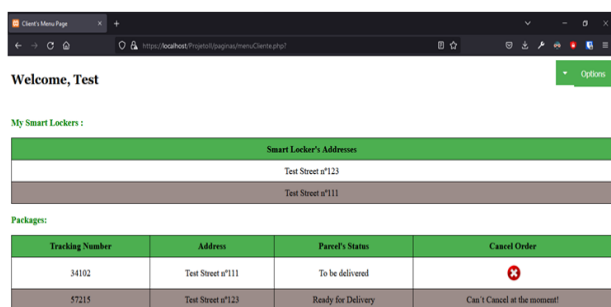 Client's Menu Page
https://localhost/ProjetoII/paginas/menuCliente.php?
Welcome, Test
Options
My Smart Lockers :
Smart Locker's Addresses
Test Street nº123
Test Street nº111
Packages:
Tracking Number Address Parcel's Status Cancel Order
34102 Test Street nº111 To be delivered
57215 Test Street nº123 Ready for Delivery Can't Cancel at the moment!